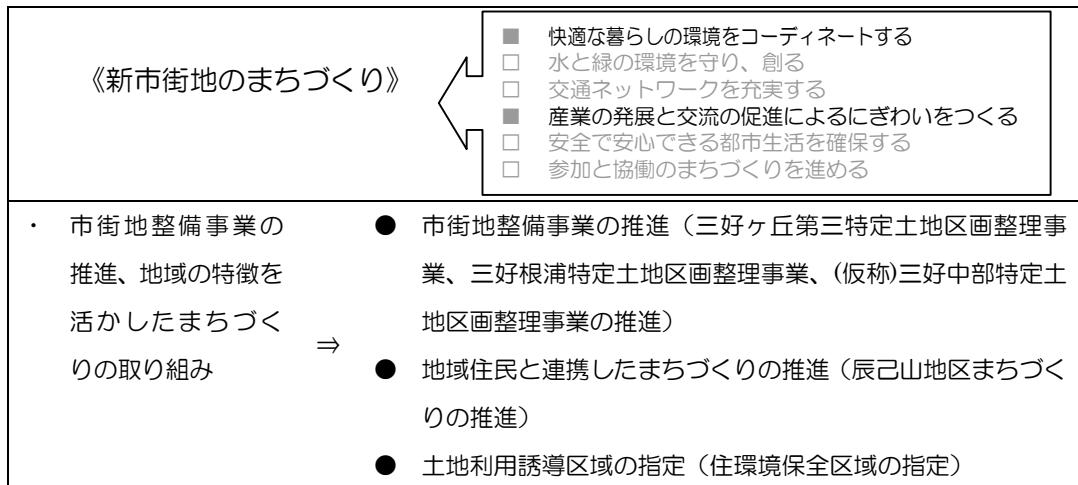 《新市街地のまちづくり》
■ 快適な暮らしの環境をコーディネートする
□ 水と緑の環境を守り、創る
□ 交通ネットワークを充実する
■ 産業の発展と交流の促進によるにぎわいをつくる
□ 安全で安心できる都市生活を確保する
□ 参加と協働のまちづくりを進める
・ 市街地整備事業の
推進、地域の特徴を
活かしたまちづく
りの取り組み
⇒
● 市街地整備事業の推進（三好ヶ丘第三特定土地区画整理事
業、三好根浦特定土地区画整理事業、(仮称)三好中部特定土
地区画整理事業の推進）
● 地域住民と連携したまちづくりの推進（辰己山地区まちづく
りの推進）
● 土地利用誘導区域の指定（住環境保全区域の指定）